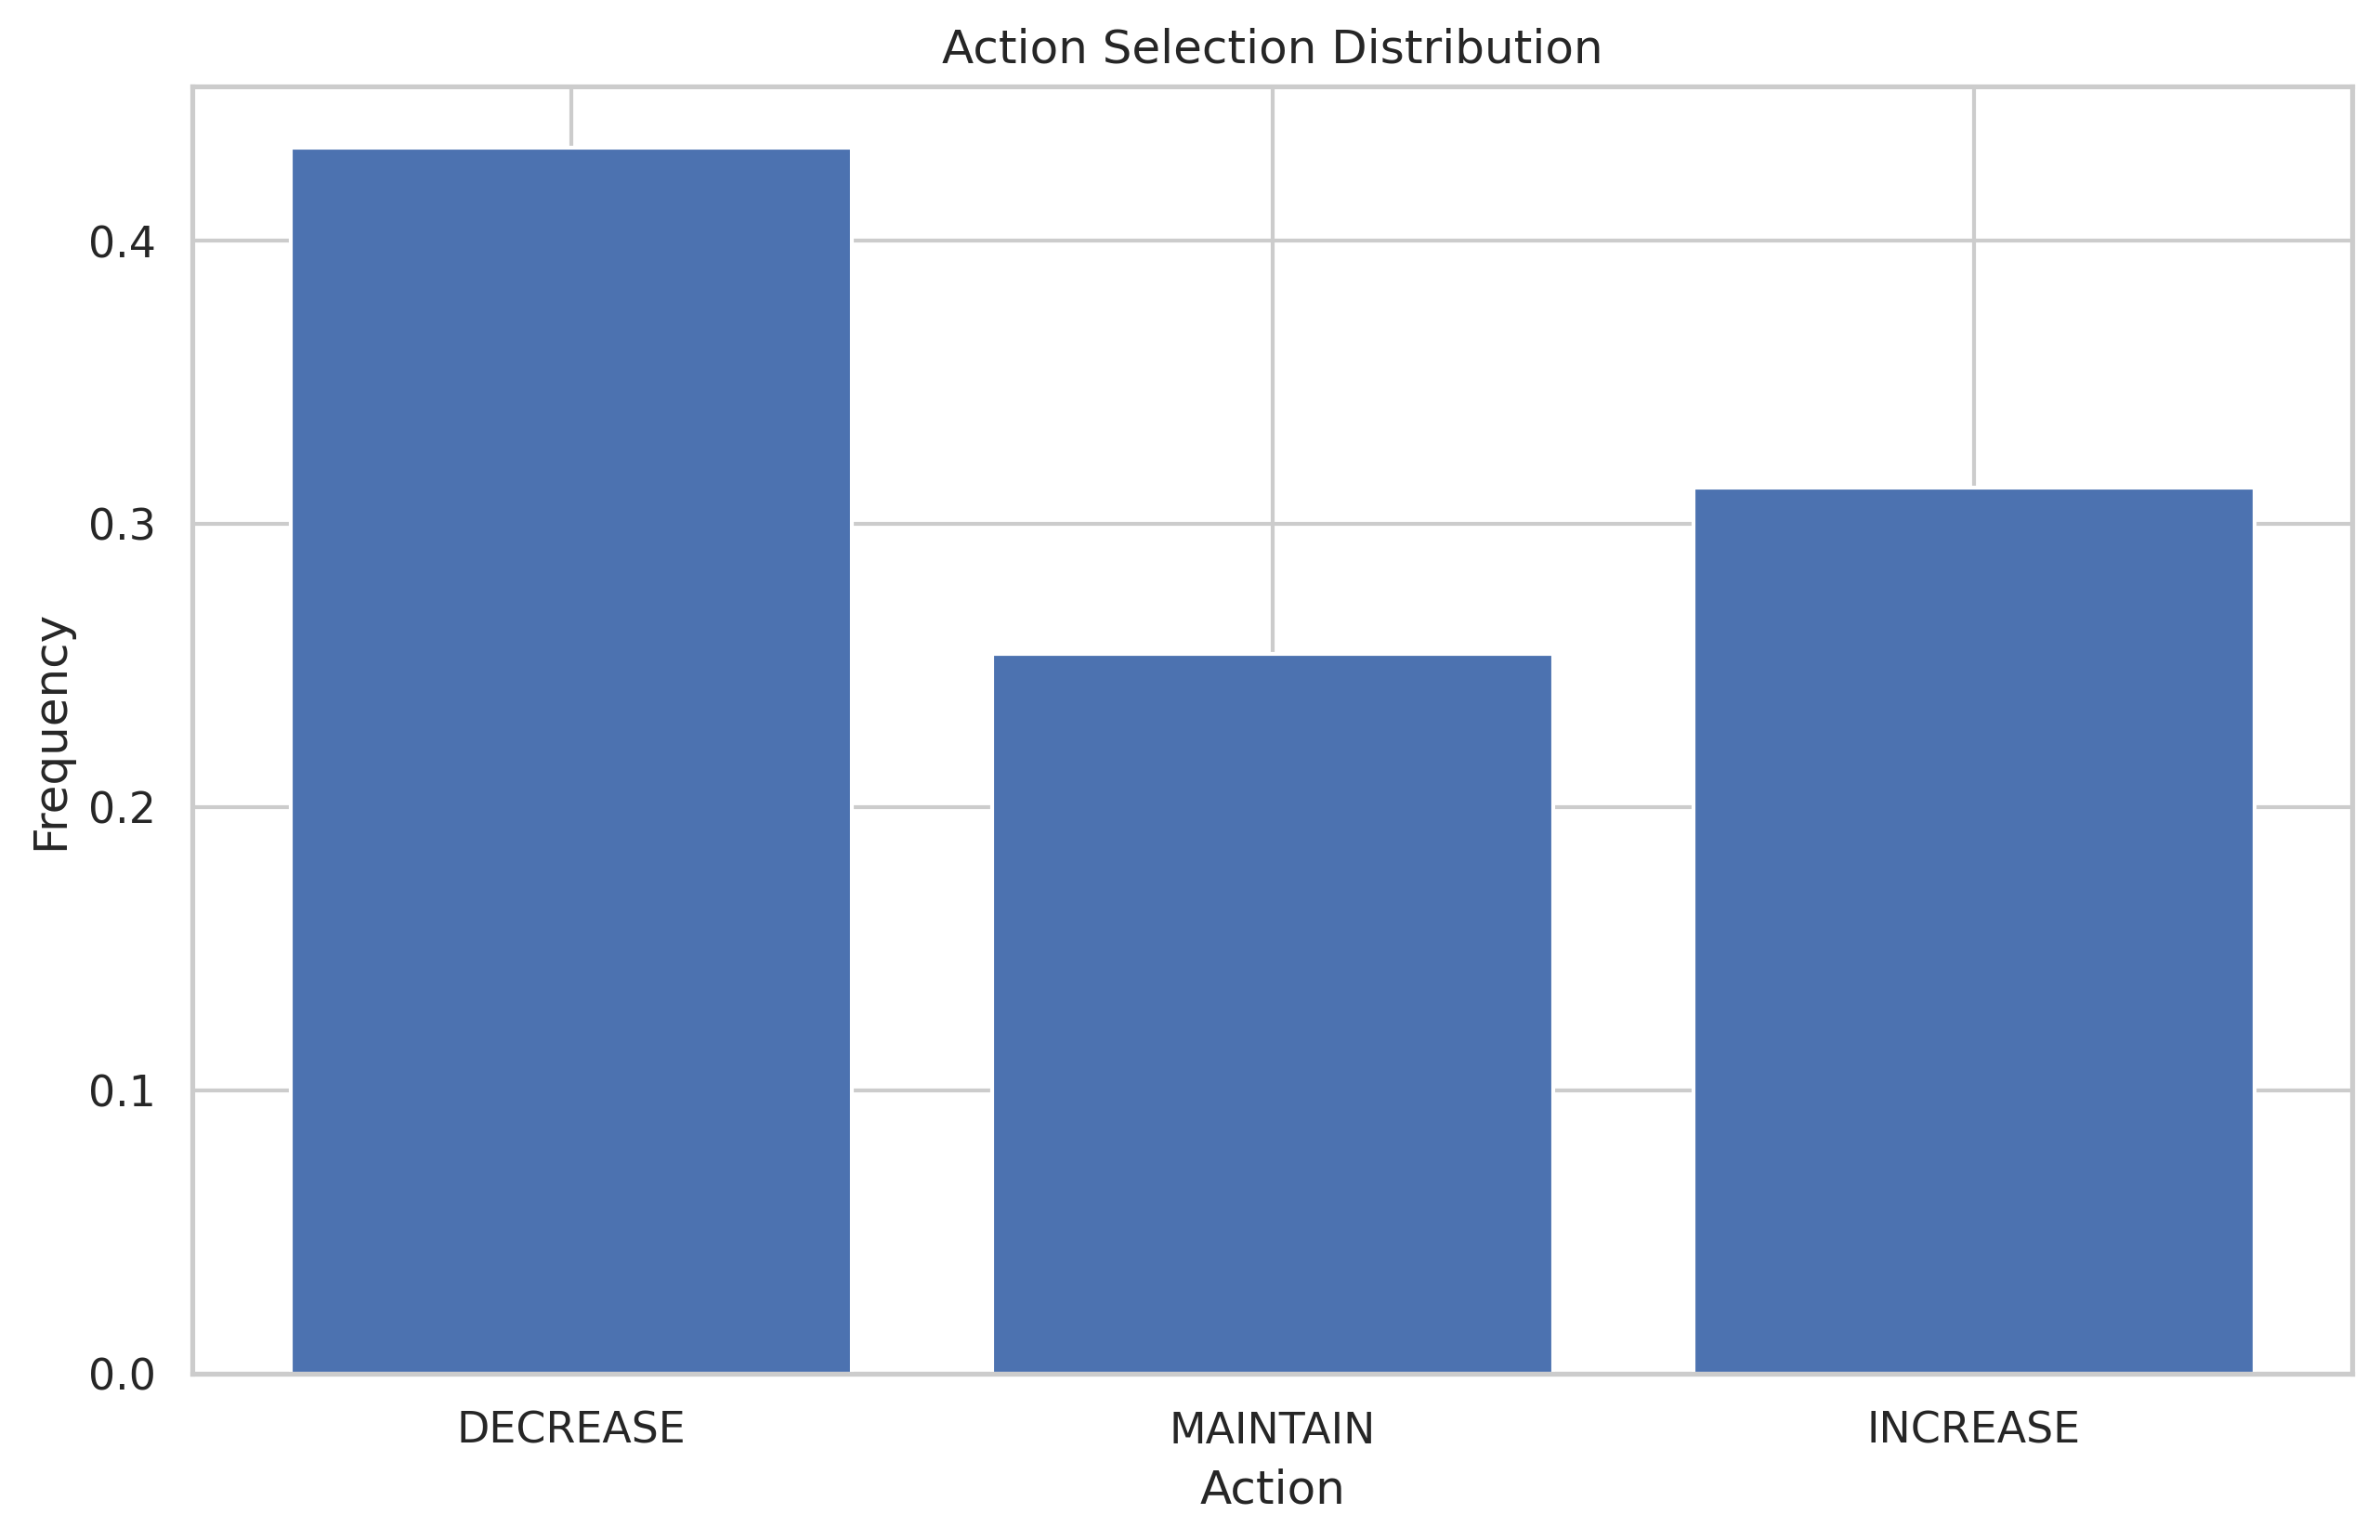 Action Selection Distribution
Frequency
0.4
0.3
0.2
0.1
0.0
DECREASE
MAINTAIN
INCREASE
Action